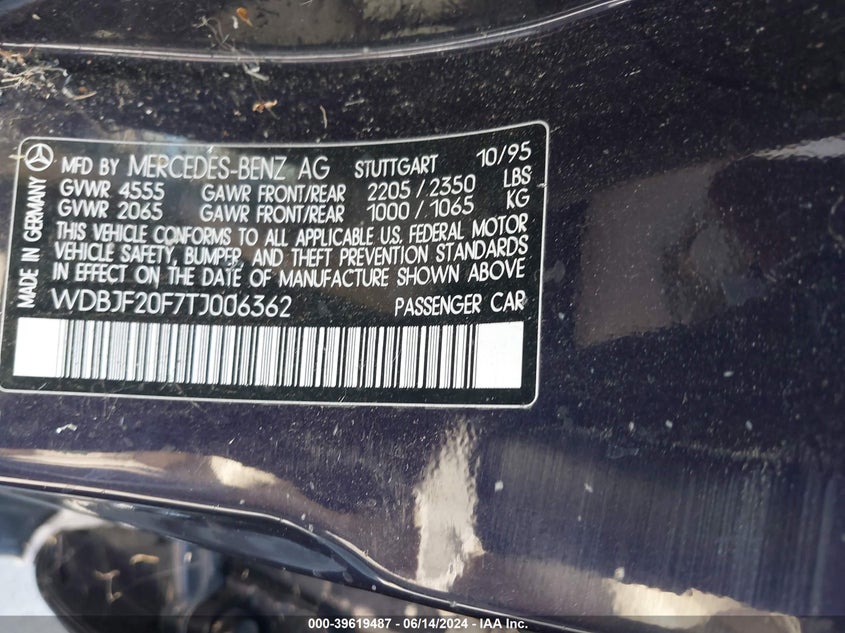 MADE IN GERMANY
MFD BY MERCEDES-BENZ AG STUTTGART 10/95
GVWR 4555 GAWR FRONT/REAR 2205 / 2350 LBS
GVWR 2065 GAWR FRONT/REAR 1000 / 1065 KG
THIS VEHICLE CONFORMS TO ALL APPLICABLE U.S. FEDERAL MOTOR
VEHICLE SAFETY, BUMPER, AND THEFT PREVENTION STANDARDS
IN EFFECT ON THE DATE OF MANUFACTURE SHOWN ABOVE
WDBJF20F7TJ006362 PASSENGER CAR
000-39619487 - 06/14/2024 - IAA Inc.